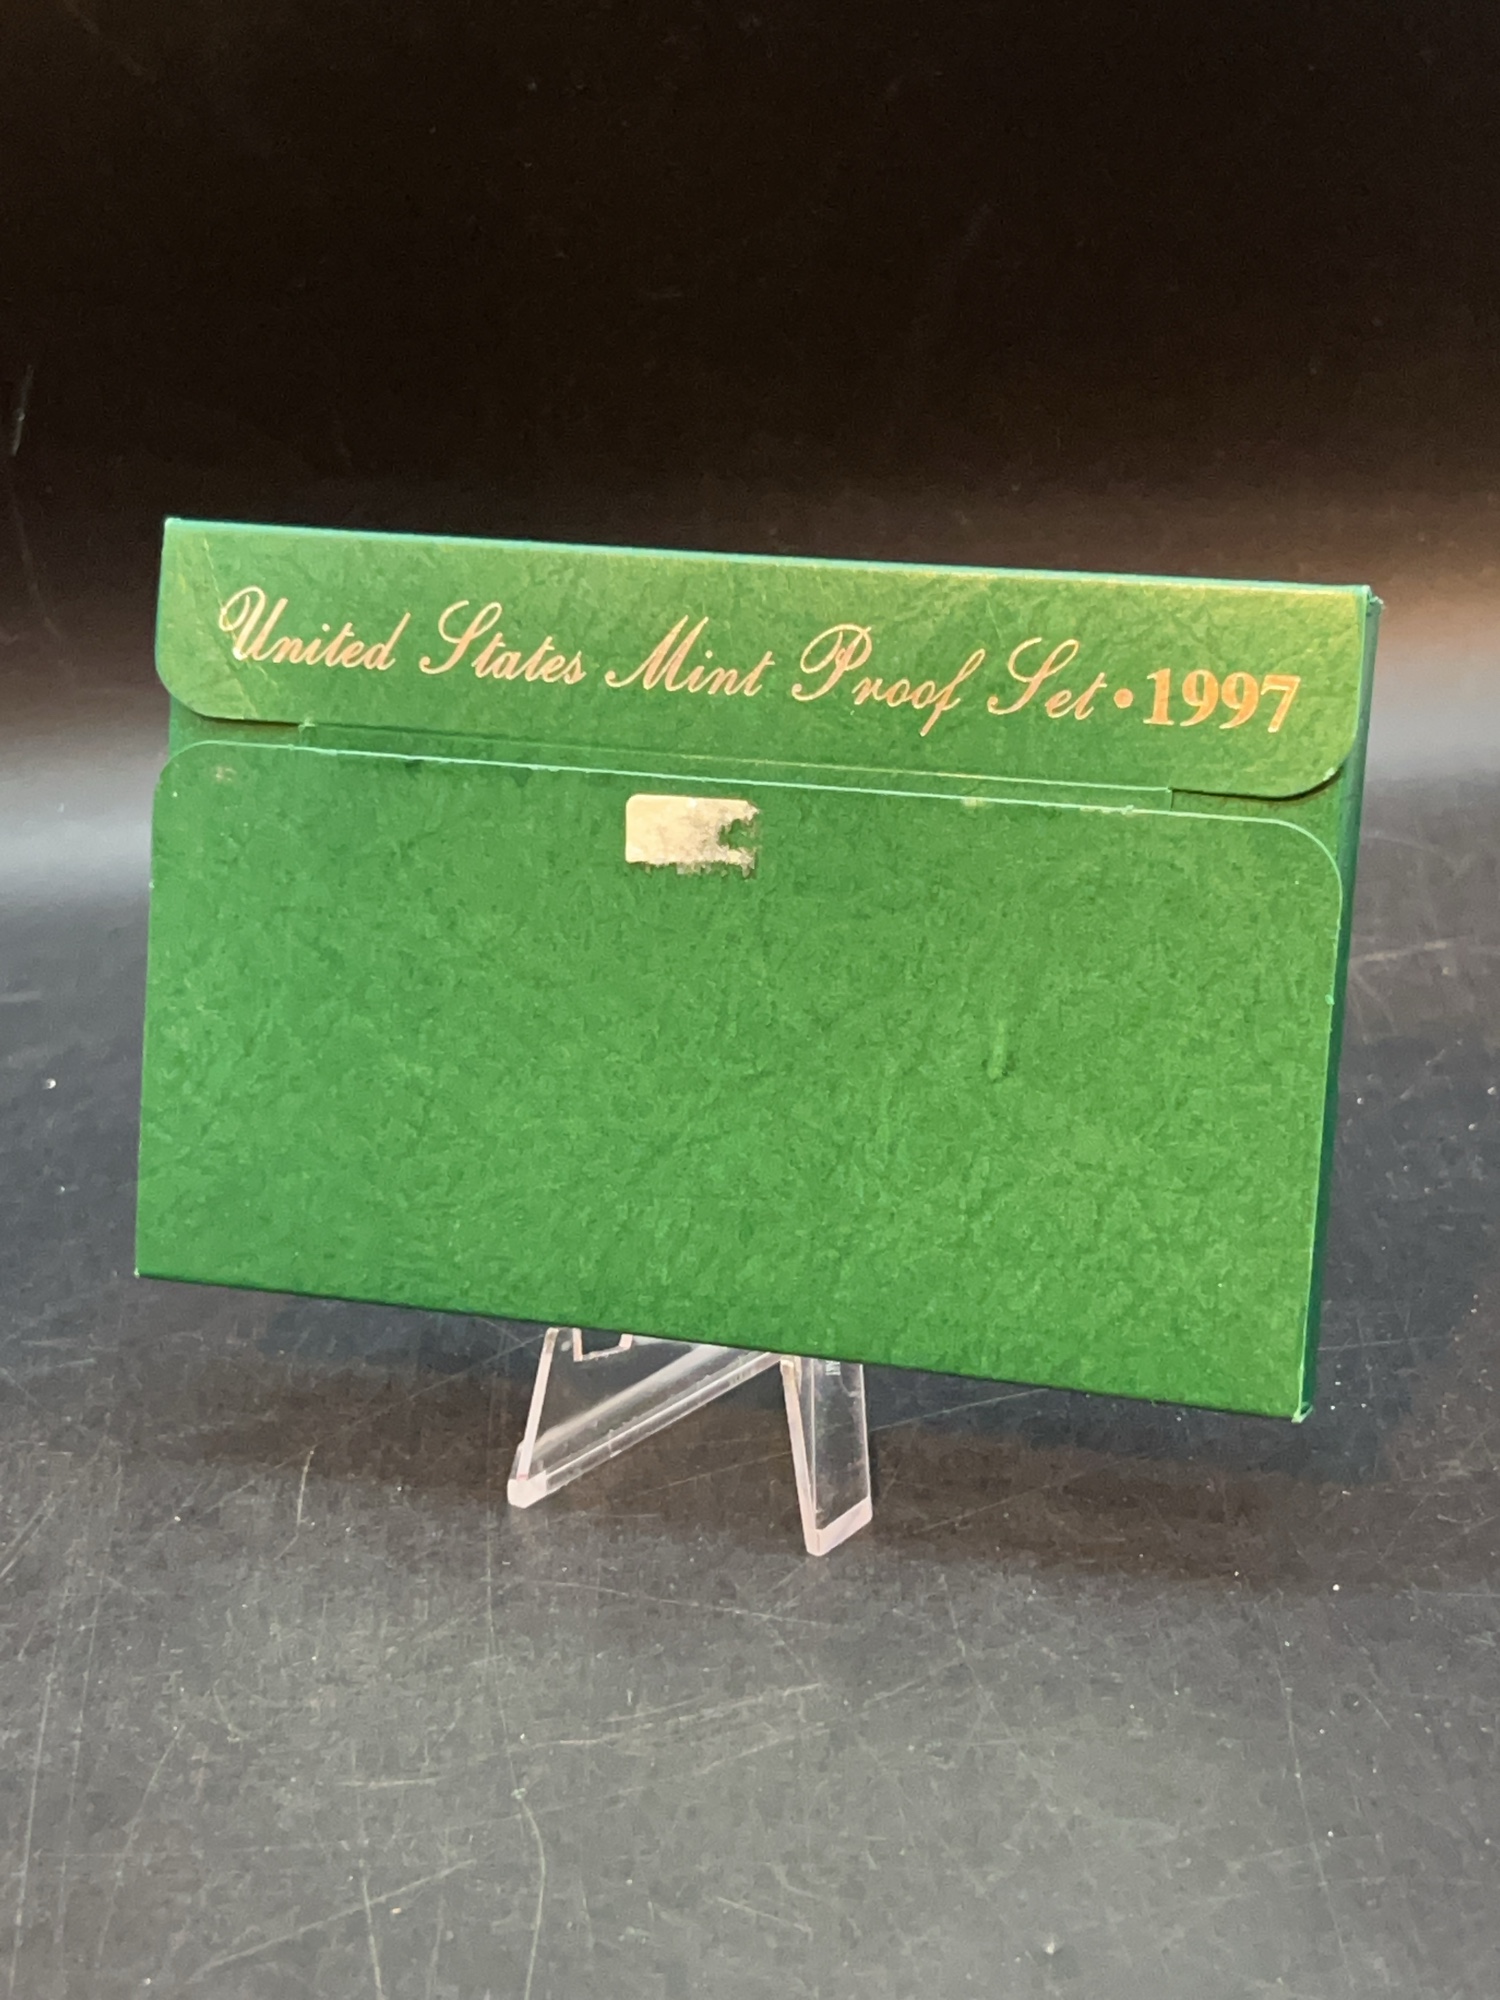 United States Mint Proof Set • 1997